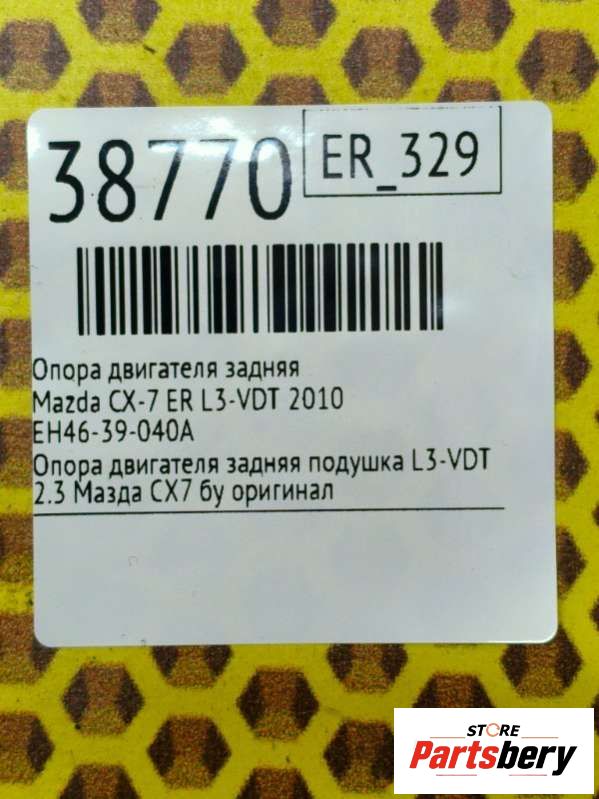 38770
ER_329
Опора двигателя задняя
Mazda CX-7 ER L3-VDT 2010
EH46-39-040A
Опора двигателя задняя подушка L3-VDT
2.3 Мазда СХ7 бу оригинал
STORE
Partsbery